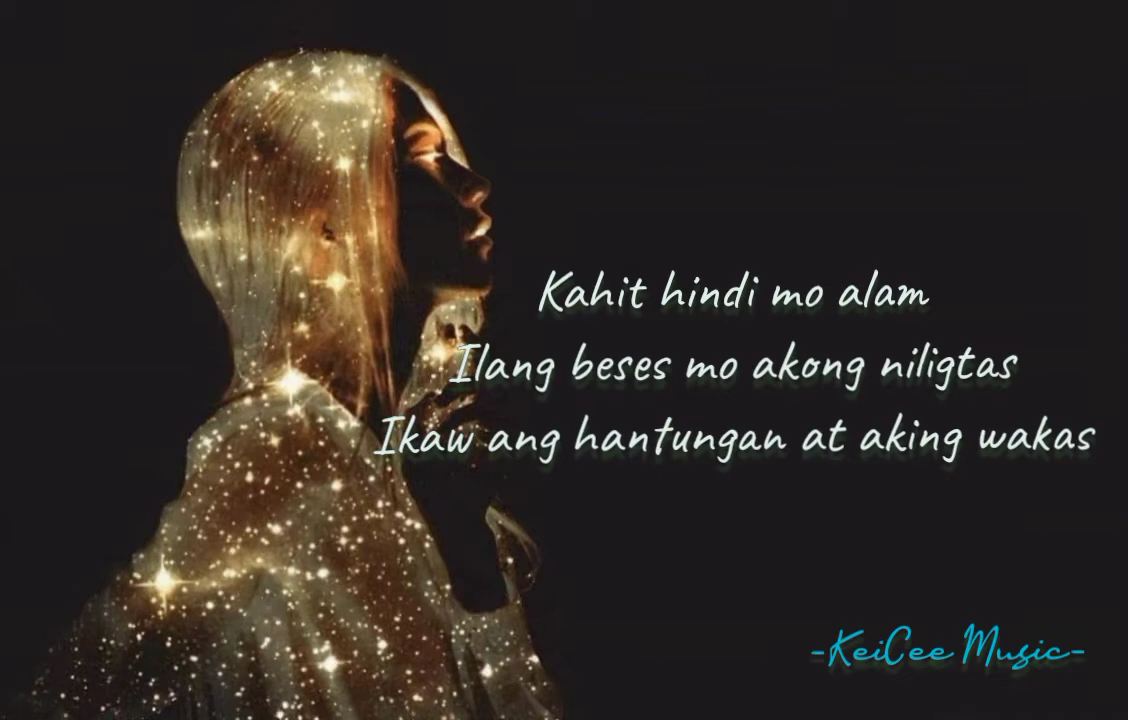 Kahit hindi mo alam
Ilang beses mo akong niligtas
Ikaw ang hantungan at aking wakas
-KeiCee Music-